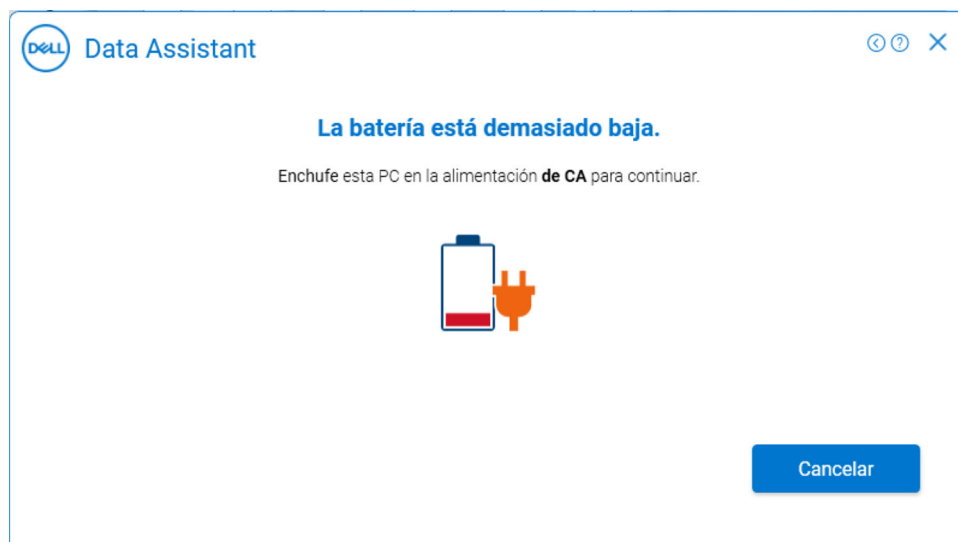 DELL Data Assistant
La batería está demasiado baja.
Enchufe esta PC en la alimentación de CA para continuar.
Cancelar